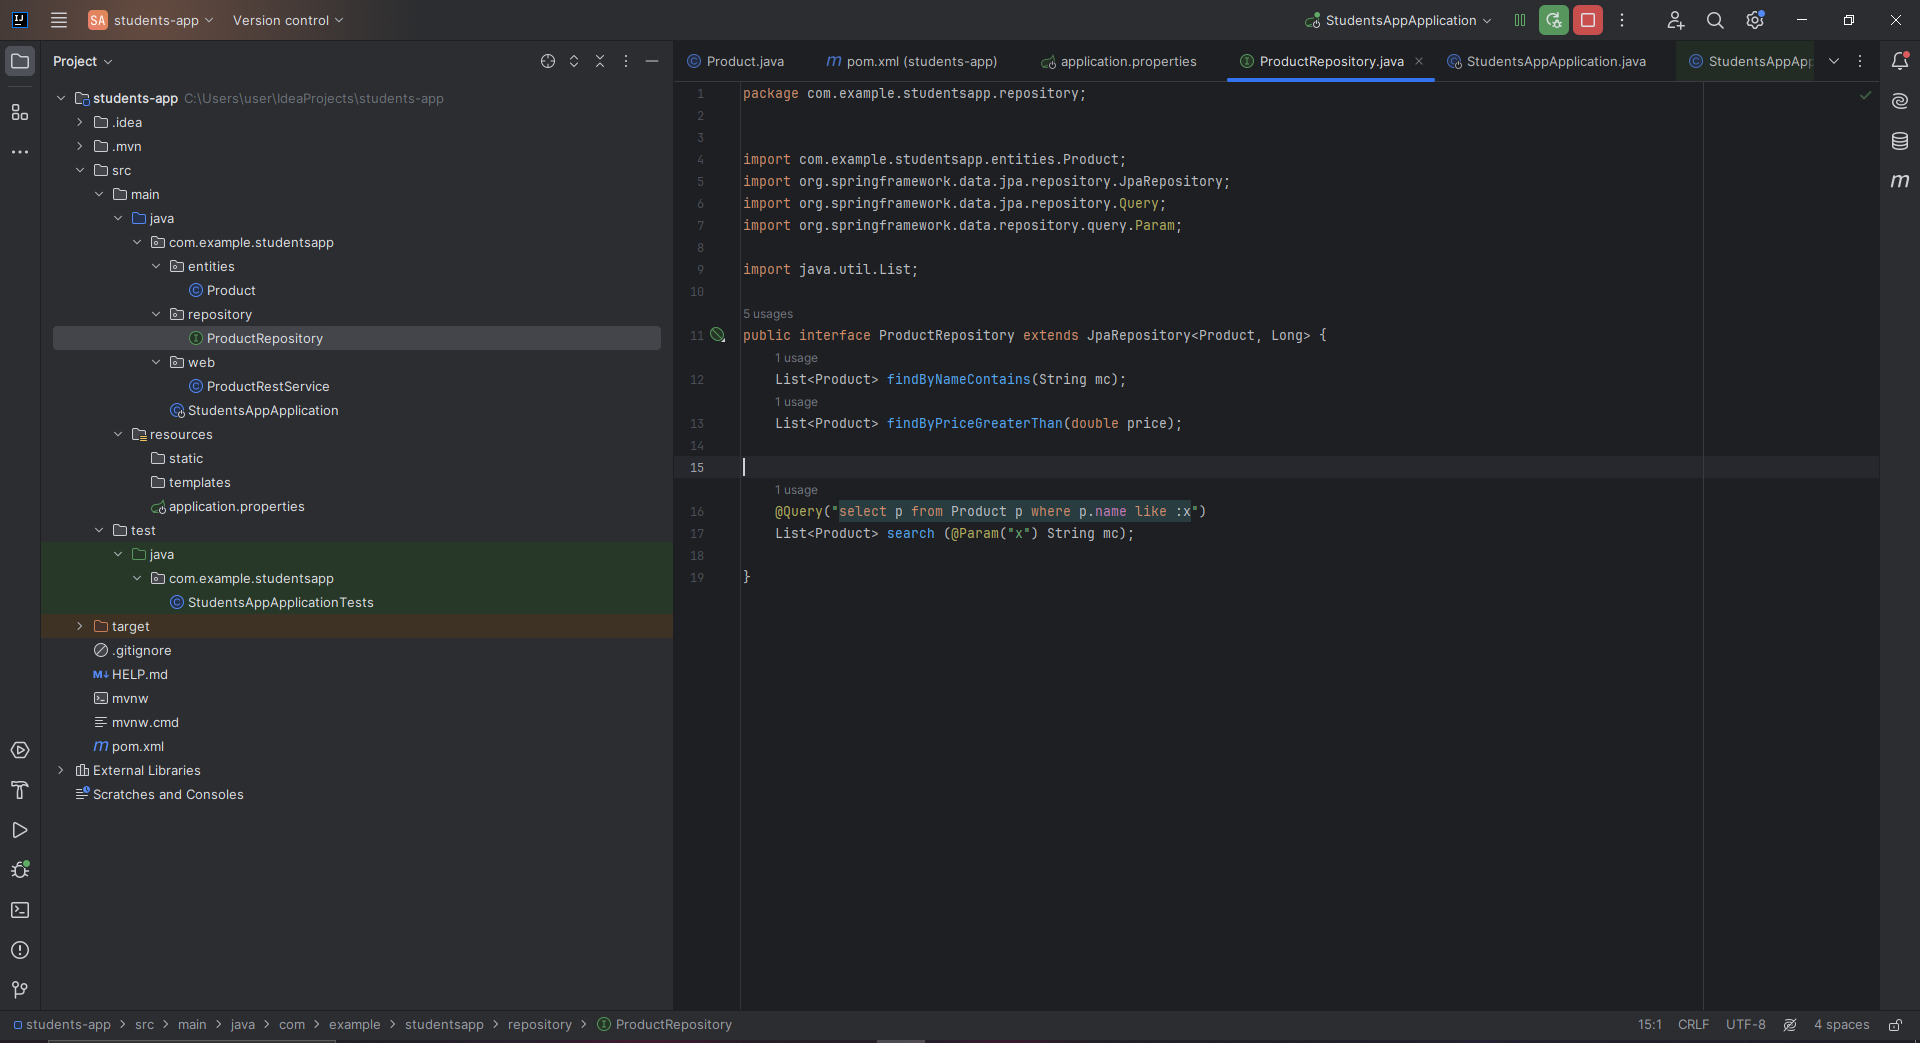 SA students-app Version control StudentsAppApplication
Project
Product.java pom.xml (students-app) application.properties ProductRepository.java StudentsAppApplication.java StudentsAppApp
students-app C:\Users\user\IdeaProjects\students-app
.idea
.mvn
src
main
java
com.example.studentsapp
entities
Product
repository
ProductRepository
web
ProductRestService
StudentsAppApplication
resources
static
templates
application.properties
test
java
com.example.studentsapp
StudentsAppApplicationTests
target
.gitignore
HELP.md
mvnw
mvnw.cmd
pom.xml
External Libraries
Scratches and Consoles
1 package com.example.studentsapp.repository;
2
3
4 import com.example.studentsapp.entities.Product;
5 import org.springframework.data.jpa.repository.JpaRepository;
6 import org.springframework.data.jpa.repository.Query;
7 import org.springframework.data.repository.query.Param;
8
9 import java.util.List;
10
5 usages
11 public interface ProductRepository extends JpaRepository<Product, Long> {
1 usage
12 List<Product> findByNameContains(String mc);
1 usage
13 List<Product> findByPriceGreaterThan(double price);
14
15
1 usage
16 @Query("select p from Product p where p.name like :x")
17 List<Product> search (@Param("x") String mc);
18
19 }
students-app > src > main > java > com > example > studentsapp > repository > ProductRepository 15:1 CRLF UTF-8 4 spaces